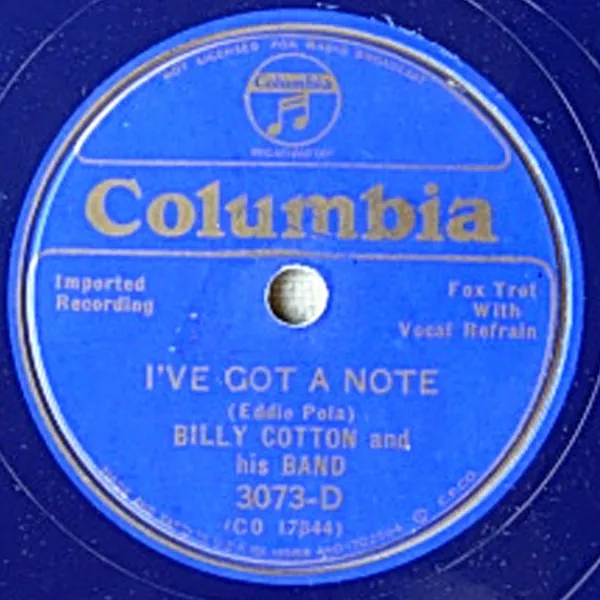 NOT LICENSED FOR RADIO BROADCAST
Columbia
Columbia
Imported
Recording
Fox Trot
With
Vocal Refrain
I'VE GOT A NOTE
(Eddie Pola)
BILLY COTTON and
his BAND
3073-D
(CO 17844)